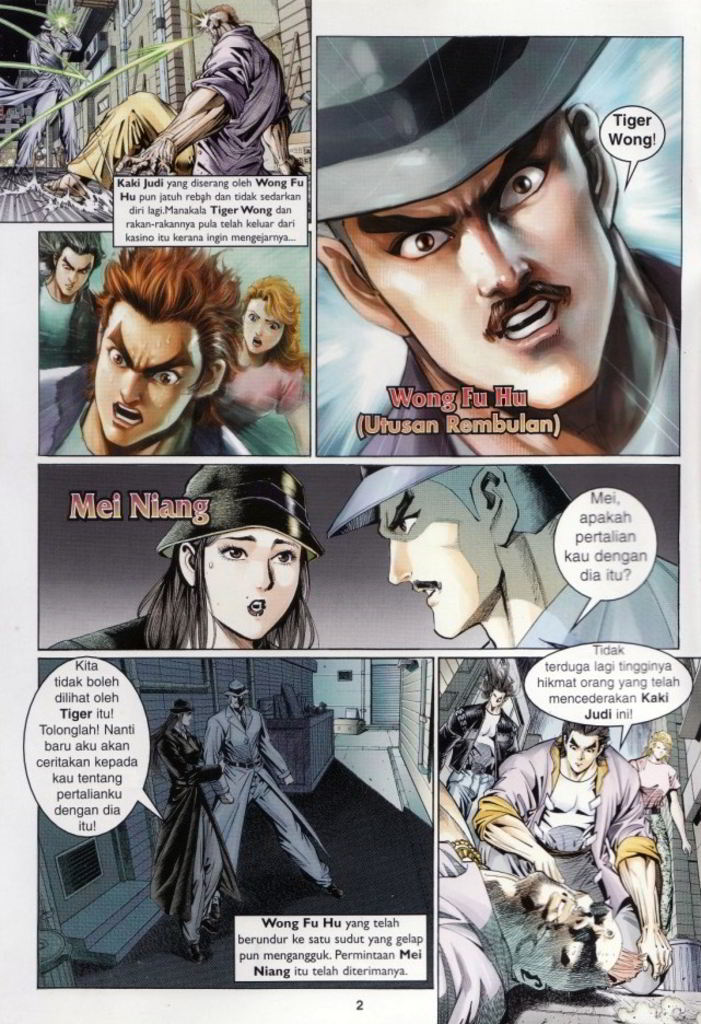 Kaki Judi yang diserang oleh Wong Fu
Hu pun jatuh rebah dan tidak sedarkan
diri lagi.Manakala Tiger Wong dan
rakan-rakannya pula telah keluar dari
kasino itu kerana ingin mengejarnya...
Tiger
Wong!
Wong Fu Hu
(Utusan Rembulan)
Mei Niang
Mei,
apakah
pertalian
kau dengan
dia itu?
Kita
tidak boleh
dilihat oleh
Tiger itu!
Tolonglah! Nanti
baru aku akan
ceritakan kepada
kau tentang
pertalianku
dengan dia
itu!
Wong Fu Hu yang telah
berundur ke satu sudut yang gelap
pun mengangguk. Permintaan Mei
Niang itu telah diterimanya.
Tidak
terduga lagi tingginya
hikmat orang yang telah
mencederakan Kaki
Judi ini!
2